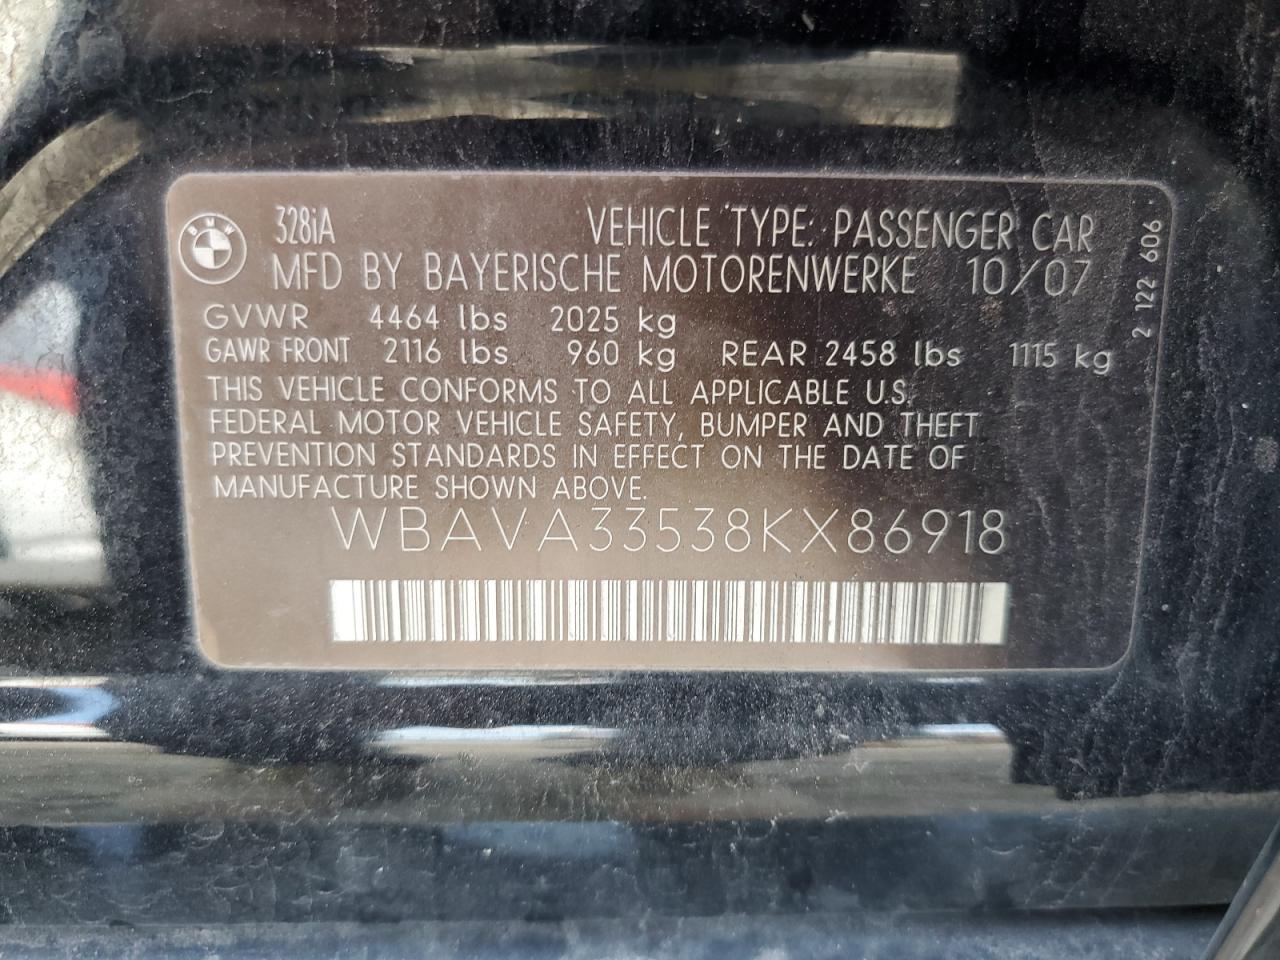 BMW
328iA VEHICLE TYPE: PASSENGER CAR
MFD BY BAYERISCHE MOTORENWERKE 10/07
GVWR 4464 lbs 2025 kg
GAWR FRONT 2116 lbs 960 kg REAR 2458 lbs 1115 kg
THIS VEHICLE CONFORMS TO ALL APPLICABLE U.S.
FEDERAL MOTOR VEHICLE SAFETY, BUMPER AND THEFT
PREVENTION STANDARDS IN EFFECT ON THE DATE OF
MANUFACTURE SHOWN ABOVE.
WBAVA33538KX86918
2 122 606